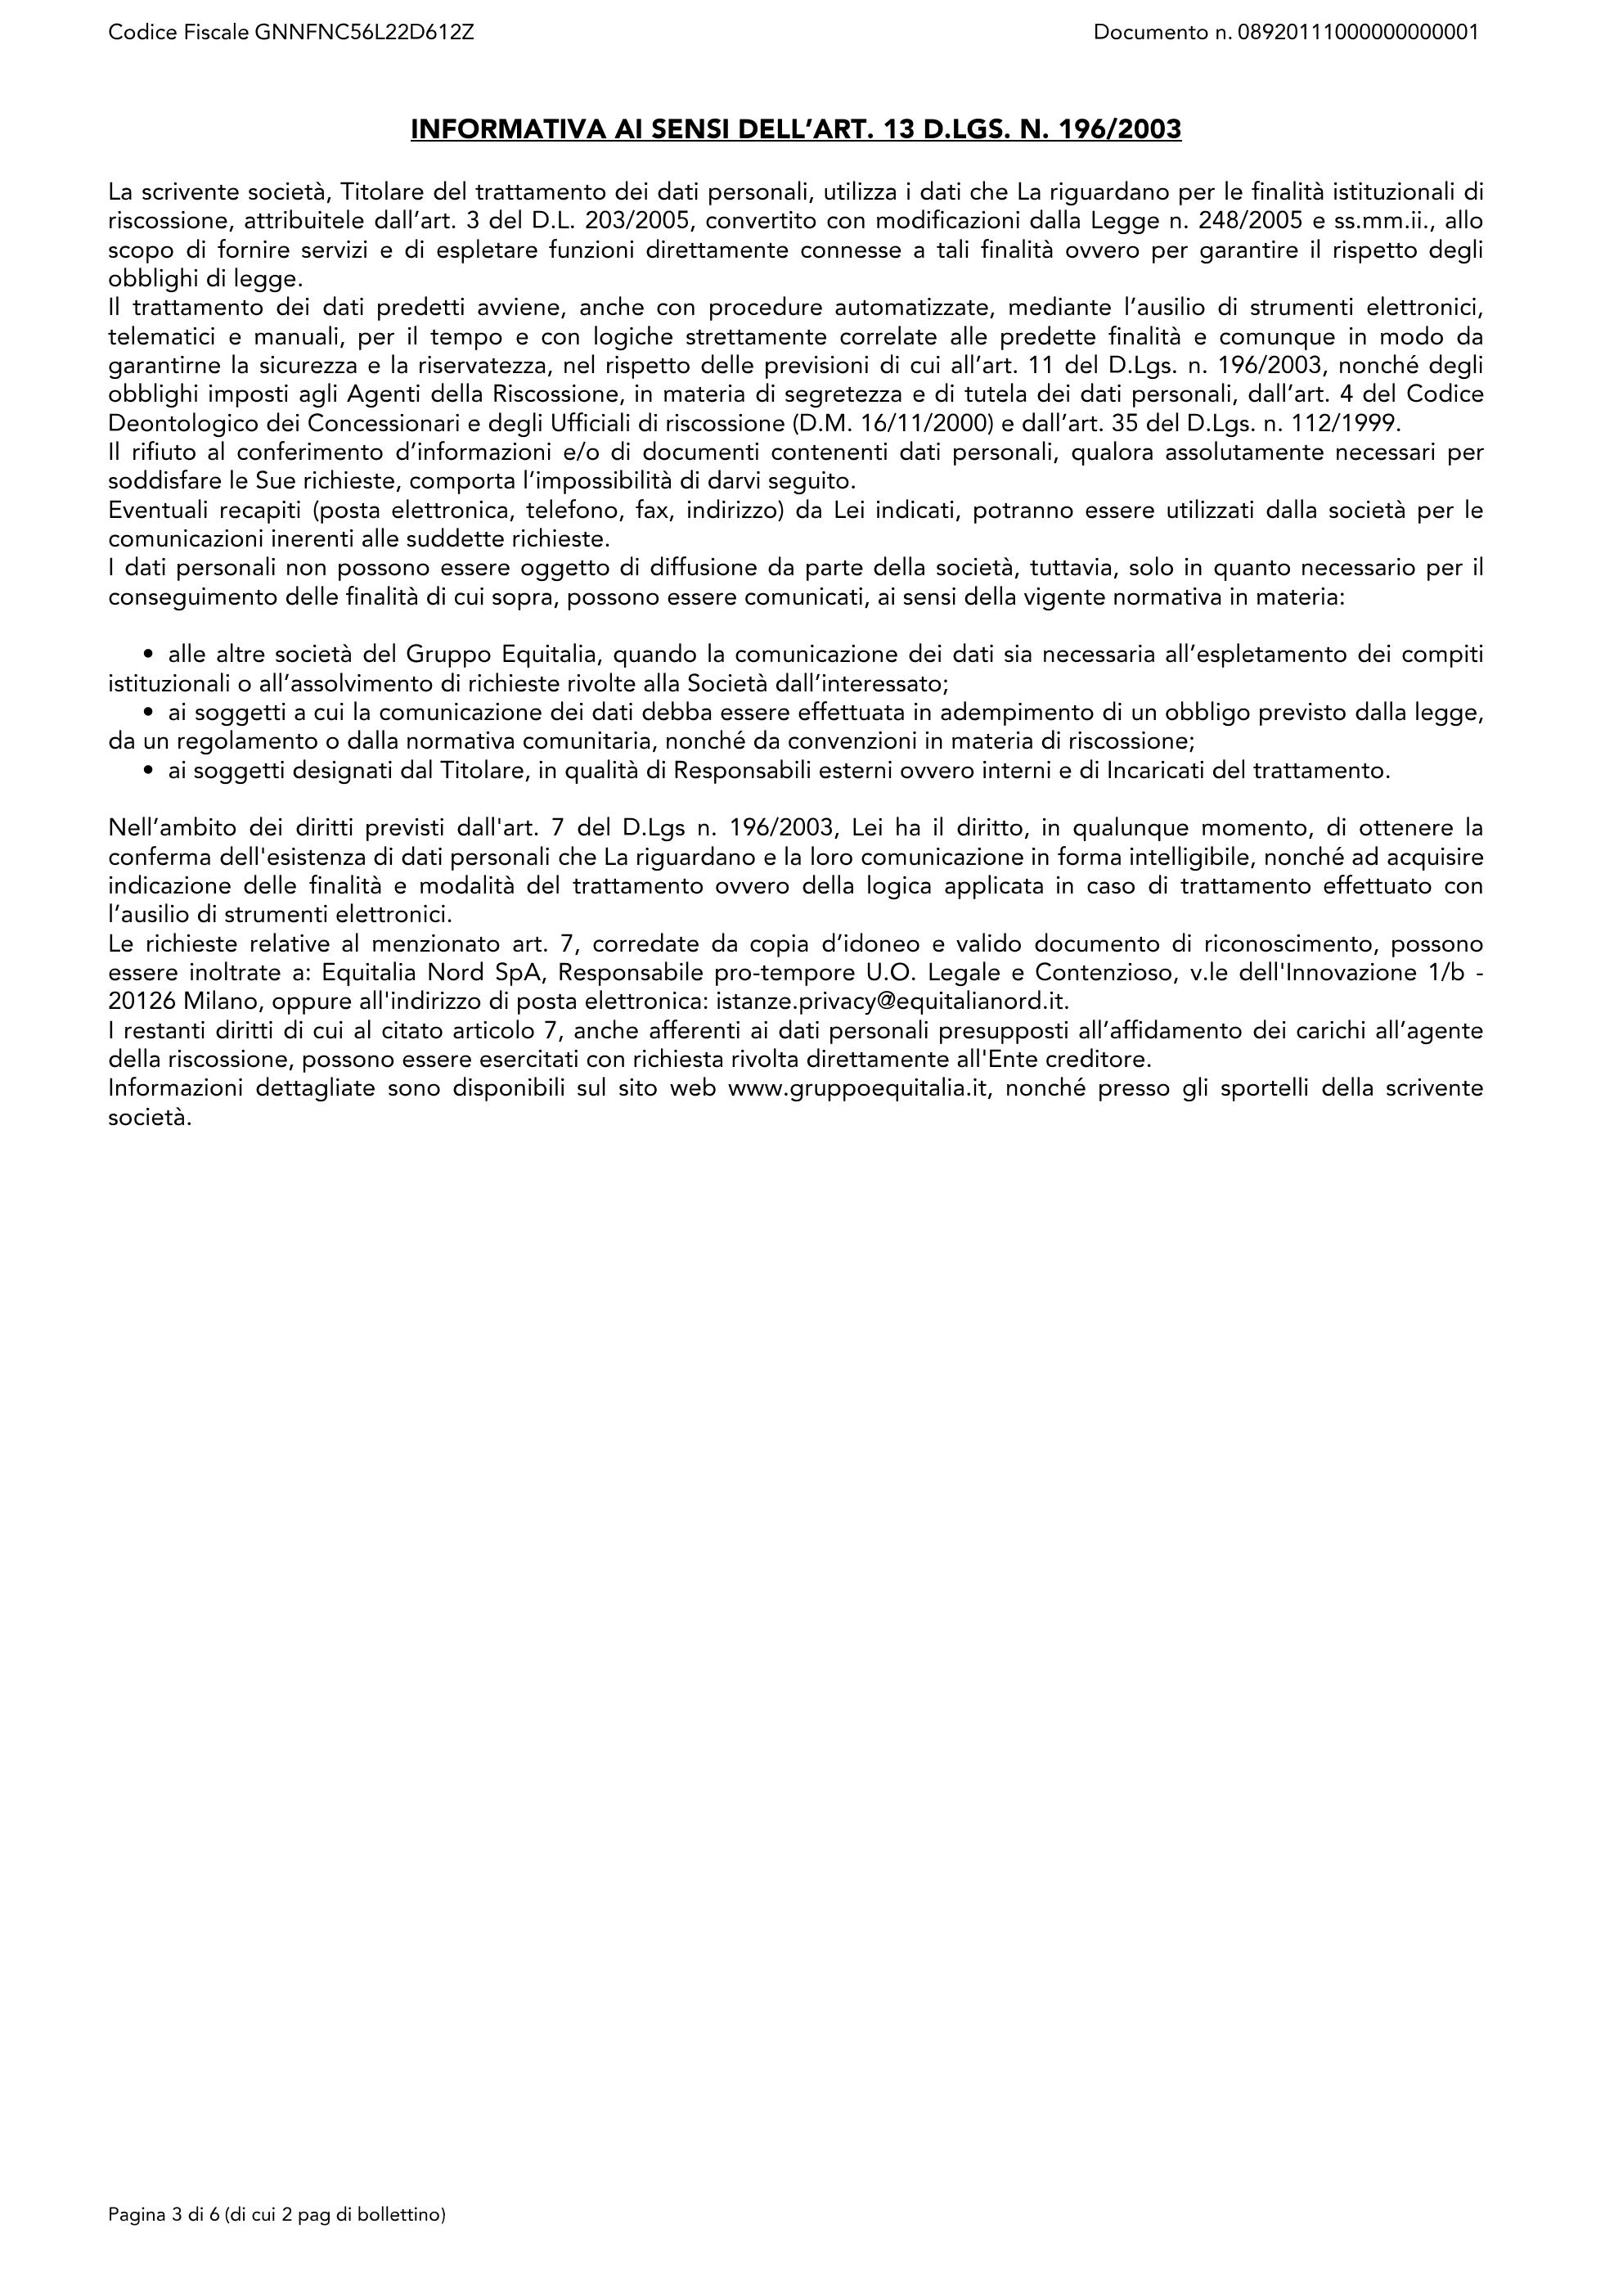 Codice Fiscale GNNFNC56L22D612Z
Documento n. 08920111000000000001
INFORMATIVA AI SENSI DELL’ART. 13 D.LGS. N. 196/2003
La scrivente società, Titolare del trattamento dei dati personali, utilizza i dati che La riguardano per le finalità istituzionali di
riscossione, attribuitele dall’art. 3 del D.L. 203/2005, convertito con modificazioni dalla Legge n. 248/2005 e ss.mm.ii., allo
scopo di fornire servizi e di espletare funzioni direttamente connesse a tali finalità ovvero per garantire il rispetto degli
obblighi di legge.
Il trattamento dei dati predetti avviene, anche con procedure automatizzate, mediante l’ausilio di strumenti elettronici,
telematici e manuali, per il tempo e con logiche strettamente correlate alle predette finalità e comunque in modo da
garantirne la sicurezza e la riservatezza, nel rispetto delle previsioni di cui all’art. 11 del D.Lgs. n. 196/2003, nonché degli
obblighi imposti agli Agenti della Riscossione, in materia di segretezza e di tutela dei dati personali, dall’art. 4 del Codice
Deontologico dei Concessionari e degli Ufficiali di riscossione (D.M. 16/11/2000) e dall’art. 35 del D.Lgs. n. 112/1999.
Il rifiuto al conferimento d’informazioni e/o di documenti contenenti dati personali, qualora assolutamente necessari per
soddisfare le Sue richieste, comporta l’impossibilità di darvi seguito.
Eventuali recapiti (posta elettronica, telefono, fax, indirizzo) da Lei indicati, potranno essere utilizzati dalla società per le
comunicazioni inerenti alle suddette richieste.
I dati personali non possono essere oggetto di diffusione da parte della società, tuttavia, solo in quanto necessario per il
conseguimento delle finalità di cui sopra, possono essere comunicati, ai sensi della vigente normativa in materia:
• alle altre società del Gruppo Equitalia, quando la comunicazione dei dati sia necessaria all’espletamento dei compiti
istituzionali o all’assolvimento di richieste rivolte alla Società dall’interessato;
• ai soggetti a cui la comunicazione dei dati debba essere effettuata in adempimento di un obbligo previsto dalla legge,
da un regolamento o dalla normativa comunitaria, nonché da convenzioni in materia di riscossione;
• ai soggetti designati dal Titolare, in qualità di Responsabili esterni ovvero interni e di Incaricati del trattamento.
Nell’ambito dei diritti previsti dall'art. 7 del D.Lgs n. 196/2003, Lei ha il diritto, in qualunque momento, di ottenere la
conferma dell'esistenza di dati personali che La riguardano e la loro comunicazione in forma intelligibile, nonché ad acquisire
indicazione delle finalità e modalità del trattamento ovvero della logica applicata in caso di trattamento effettuato con
l’ausilio di strumenti elettronici.
Le richieste relative al menzionato art. 7, corredate da copia d’idoneo e valido documento di riconoscimento, possono
essere inoltrate a: Equitalia Nord SpA, Responsabile pro-tempore U.O. Legale e Contenzioso, v.le dell'Innovazione 1/b -
20126 Milano, oppure all'indirizzo di posta elettronica: istanze.privacy@equitalianord.it.
I restanti diritti di cui al citato articolo 7, anche afferenti ai dati personali presupposti all’affidamento dei carichi all’agente
della riscossione, possono essere esercitati con richiesta rivolta direttamente all'Ente creditore.
Informazioni dettagliate sono disponibili sul sito web www.gruppoequitalia.it, nonché presso gli sportelli della scrivente
società.
Pagina 3 di 6 (di cui 2 pag di bollettino)